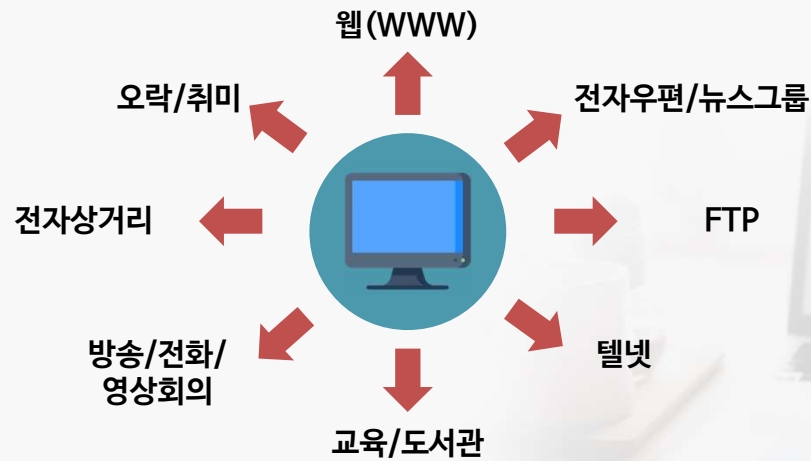 웹(WWW)
오락/취미
전자우편/뉴스그룹
전자상거리
FTP
방송/전화/
영상회의
텔넷
교육/도서관